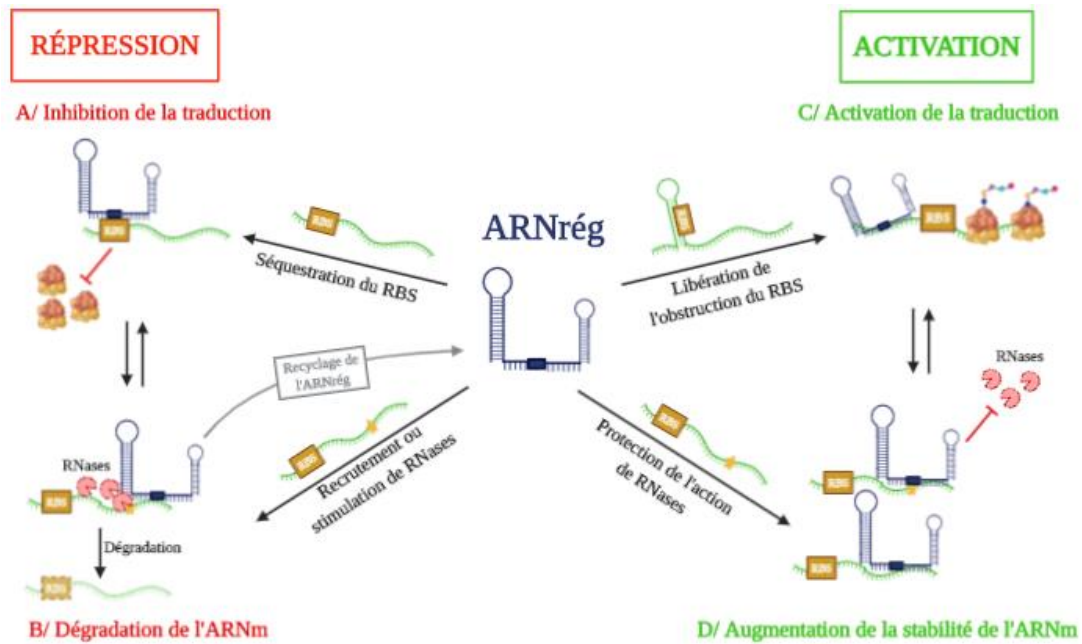 RÉPRESSION
ACTIVATION
A/ Inhibition de la traduction
C/ Activation de la traduction
RBS
RBS
RBS
RBS
ARNrég
Séquestration du RBS
Libération de
l'obstruction du RBS
Recyclage de
l'ARNrég
RNases
RBS
RBS
Recrutement ou
stimulation de RNases
Protection de l'action
de RNases
RNases
RBS
RBS
RBS
Dégradation
RBS
RBS
B/ Dégradation de l'ARNm
D/ Augmentation de la stabilité de l'ARNm